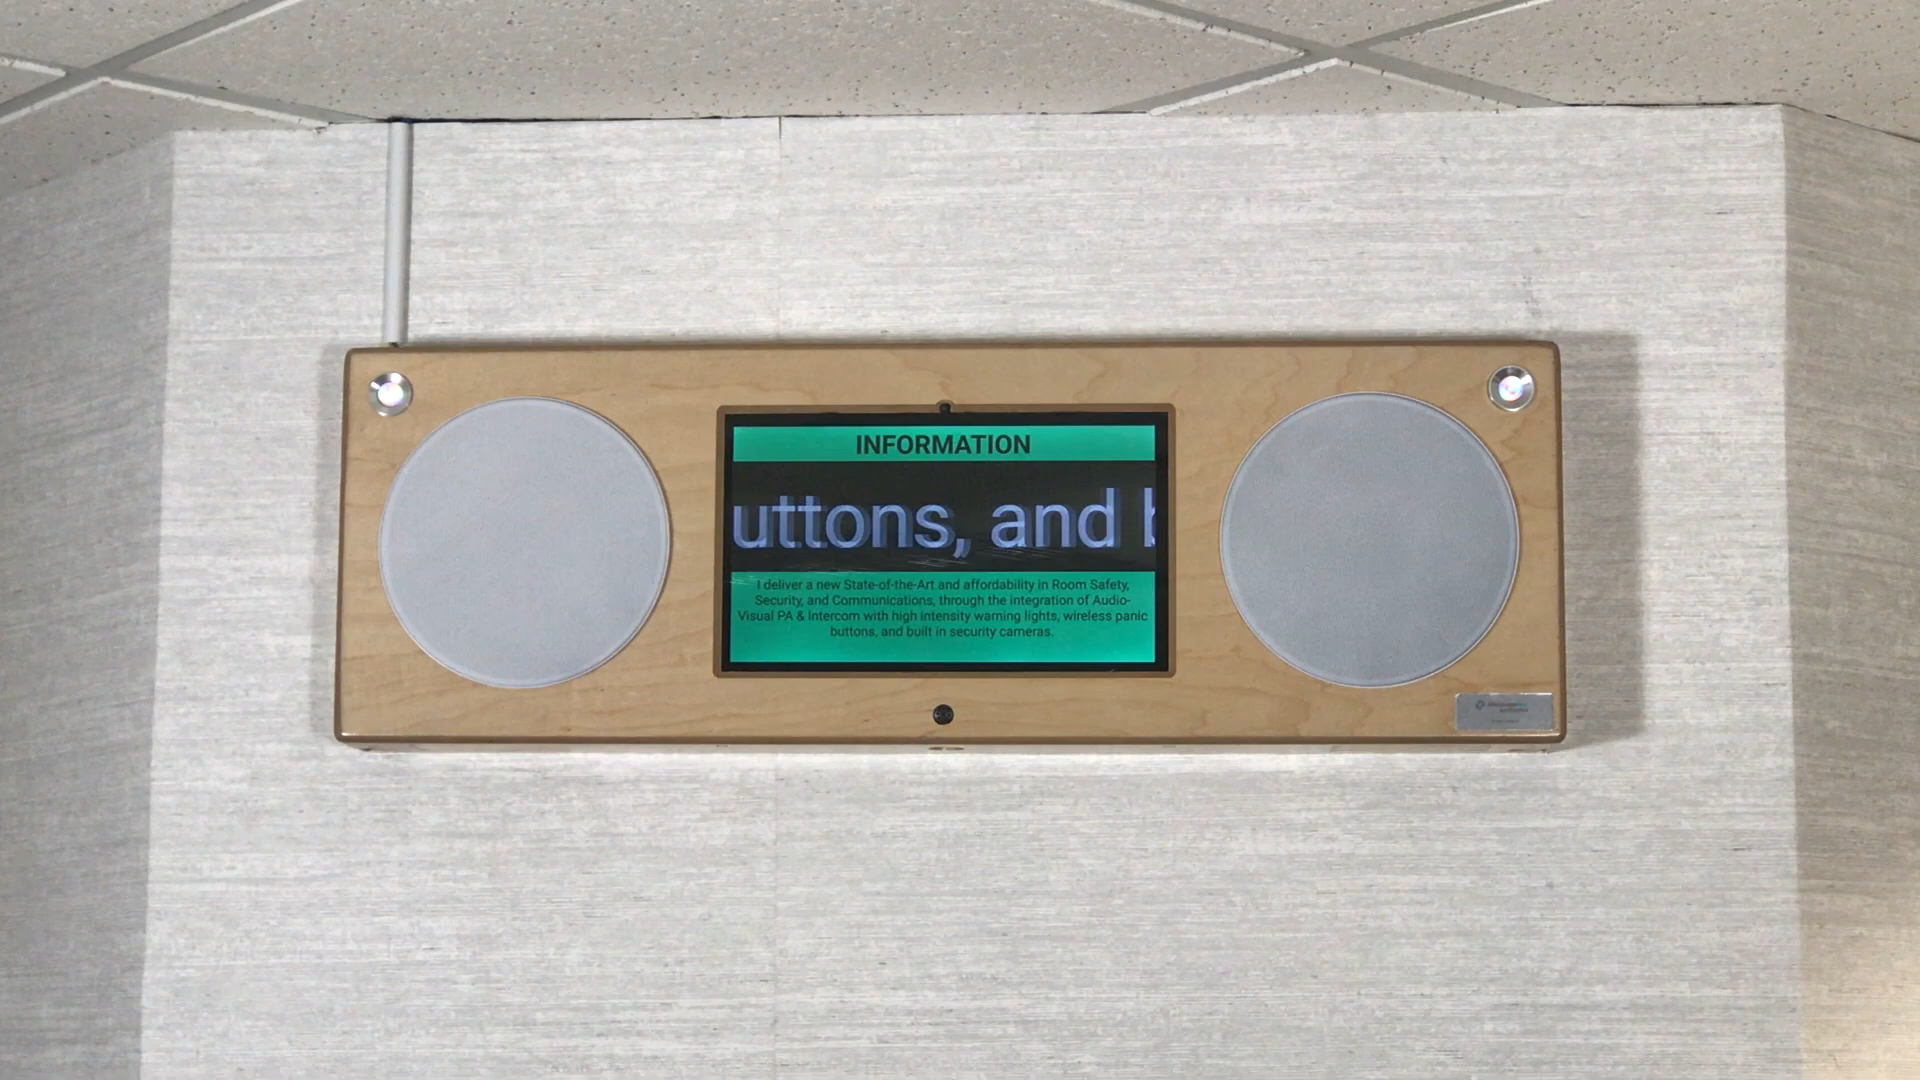 INFORMATION
uttons, and b
I deliver a new State-of-the-Art and affordability in Room Safety,
Security, and Communications, through the integration of Audio-
Visual PA & Intercom with high intensity warning lights, wireless panic
buttons, and built in security cameras.